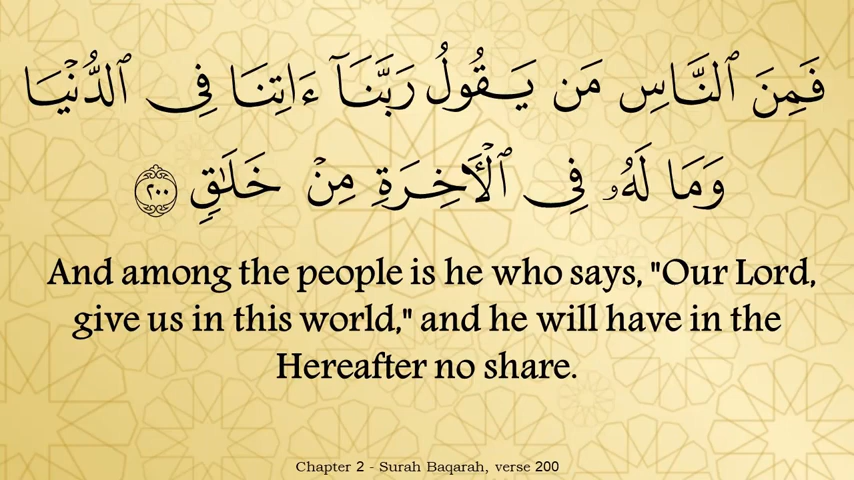 فَمِنَ ٱلنَّاسِ مَن يَقُولُ رَبَّنَآ ءَاتِنَا فِى ٱلدُّنْيَا
وَمَا لَهُۥ فِى ٱلْأَخِرَةِ مِنْ خَلَـٰقٍ ٢٠٠
And among the people is he who says, "Our Lord,
give us in this world," and he will have in the
Hereafter no share.
Chapter 2 - Surah Baqarah, verse 200